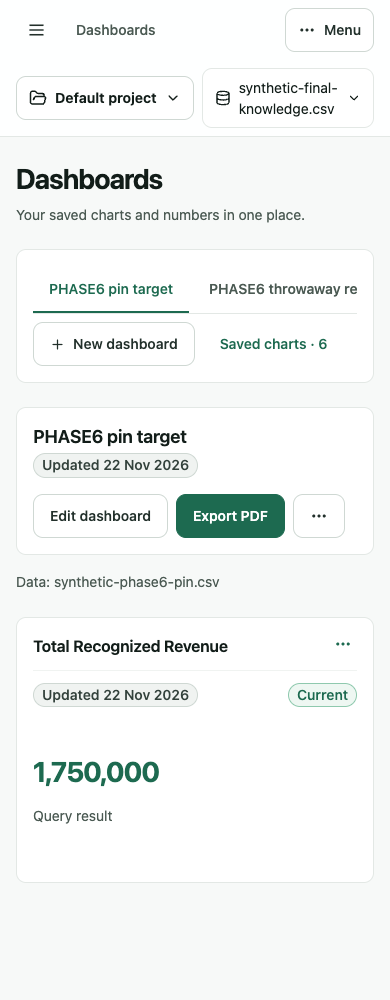 Dashboards
Menu
Default project
synthetic-final-
knowledge.csv
Dashboards
Your saved charts and numbers in one place.
PHASE6 pin target
PHASE6 throwaway re
New dashboard
Saved charts · 6
PHASE6 pin target
Updated 22 Nov 2026
Edit dashboard
Export PDF
Data: synthetic-phase6-pin.csv
Total Recognized Revenue
Updated 22 Nov 2026
Current
1,750,000
Query result